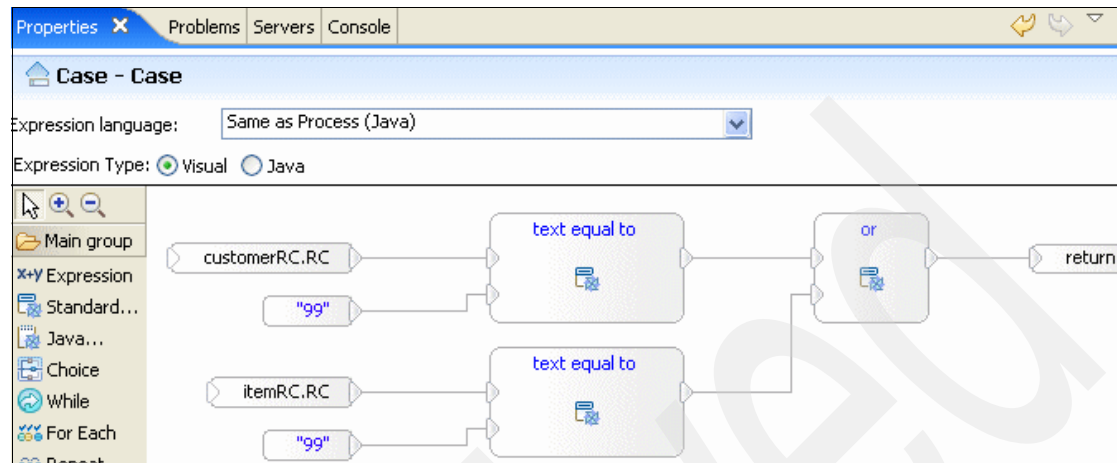 Properties Problems Servers Console
Case - Case
Expression language: Same as Process (Java)
Expression Type: Visual Java
Main group
x+y Expression
Standard...
Java...
Choice
While
For Each
Repeat
customerRC.RC
"99"
text equal to
itemRC.RC
"99"
text equal to
or
return